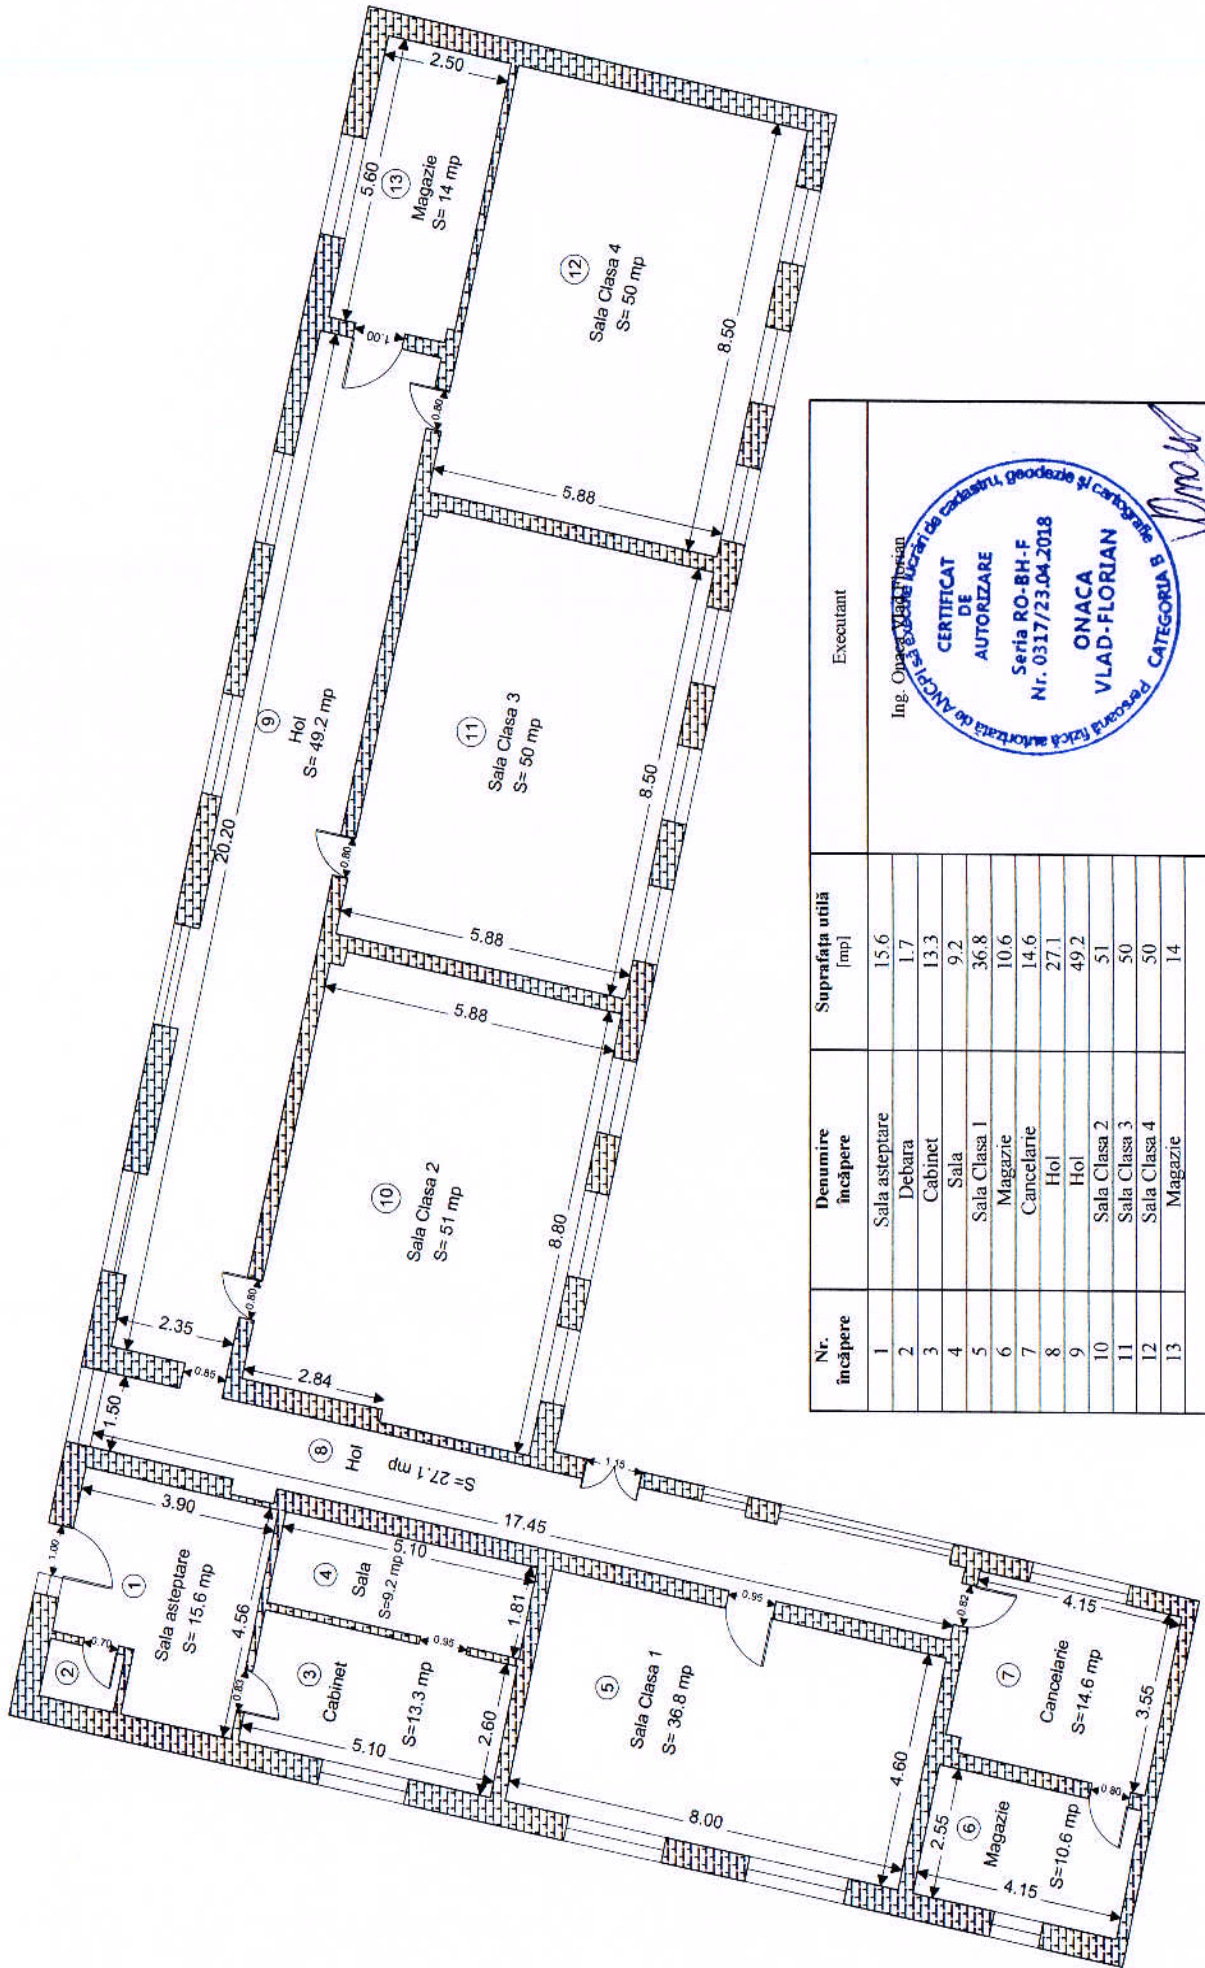 1
Sala asteptare
S= 15.6 mp
3.90
4.56
1.00
0.70
2
3
Cabinet
S=13.3 mp
0.83
5.10
2.60
4
Sala
S=9.2 mp
5.10
1.81
0.95
5
Sala Clasa 1
S= 36.8 mp
0.95
8.00
4.60
6
Magazie
S=10.6 mp
2.55
4.15
0.80
7
Cancelarie
S=14.6 mp
0.82
4.15
3.55
8
Hol
S= 27.1 mp
1.50
17.45
0.85
1.15
9
Hol
S= 49.2 mp
20.20
2.35
10
Sala Clasa 2
S= 51 mp
0.80
2.84
5.88
8.80
11
Sala Clasa 3
S= 50 mp
0.80
5.88
8.50
12
Sala Clasa 4
S= 50 mp
0.80
5.88
8.50
13
Magazie
S= 14 mp
5.60
2.50
1.00
Nr. încăpere Denumire încăpere Suprafaţa utilă [mp] Executant
1 Sala asteptare 15.6
2 Debara 1.7
3 Cabinet 13.3
4 Sala 9.2
5 Sala Clasa 1 36.8
6 Magazie 10.6
7 Cancelarie 14.6
8 Hol 27.1
9 Hol 49.2
10 Sala Clasa 2 51
11 Sala Clasa 3 50
12 Sala Clasa 4 50
13 Magazie 14
Ing. Onaca Vlad Florian
Persoană fizică autorizată de ANCPI să execute lucrări de cadastru, geodezie și cartografie
CATEGORIA B
CERTIFICAT
DE
AUTORIZARE
Seria RO-BH-F
Nr. 0317/23.04.2018
ONACA
VLAD-FLORIAN